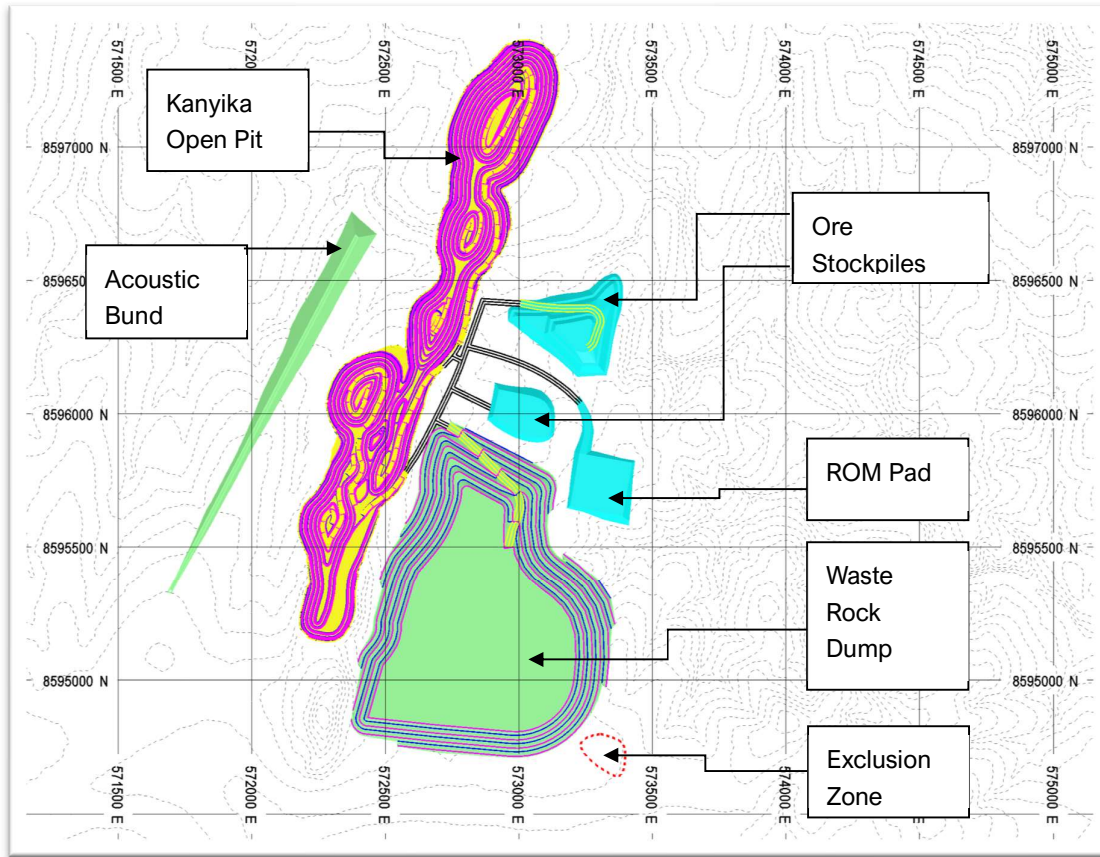 571500 E
5720
572500 E
573000 E
573500 E
574000 E
574500 E
575000 E
Kanyika
Open Pit
8597000 N
8597000 N
Ore
Stockpiles
Acoustic
Bund
859650
8596500 N
8596000 N
8596000 N
ROM Pad
8595500 N
8595500 N
Waste
Rock
Dump
8595000 N
8595000 N
Exclusion
Zone
571500 E
572000 E
572500 E
573000 E
573500 E
574000 E
574500 E
575000 E